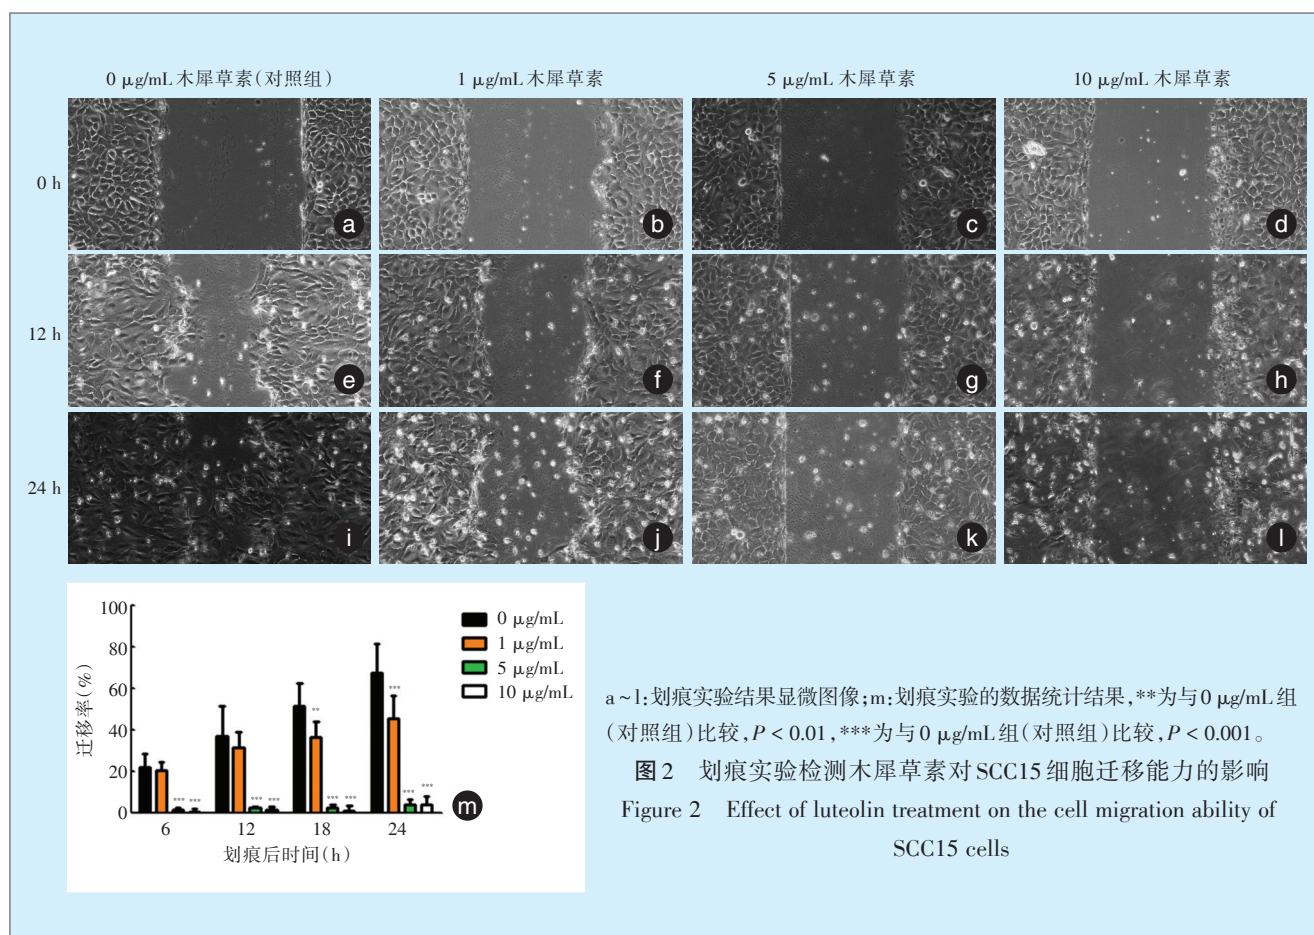 0 μg/mL 木犀草素(对照组)
1 μg/mL 木犀草素
5 μg/mL 木犀草素
10 μg/mL 木犀草素
0 h
a
b
c
d
12 h
e
f
g
h
24 h
i
j
k
l
100
80
60
40
20
0
迁移率(%)
0 μg/mL
1 μg/mL
5 μg/mL
10 μg/mL
*** ***
*** ***
** *** ***
*** *** ***
6 12 18 24
划痕后时间(h)
m
a~l:划痕实验结果显微图像;m:划痕实验的数据统计结果,**为与0 μg/mL组
(对照组)比较,P < 0.01,***为与0 μg/mL组(对照组)比较,P < 0.001。
图2 划痕实验检测木犀草素对SCC15细胞迁移能力的影响
Figure 2 Effect of luteolin treatment on the cell migration ability of
SCC15 cells